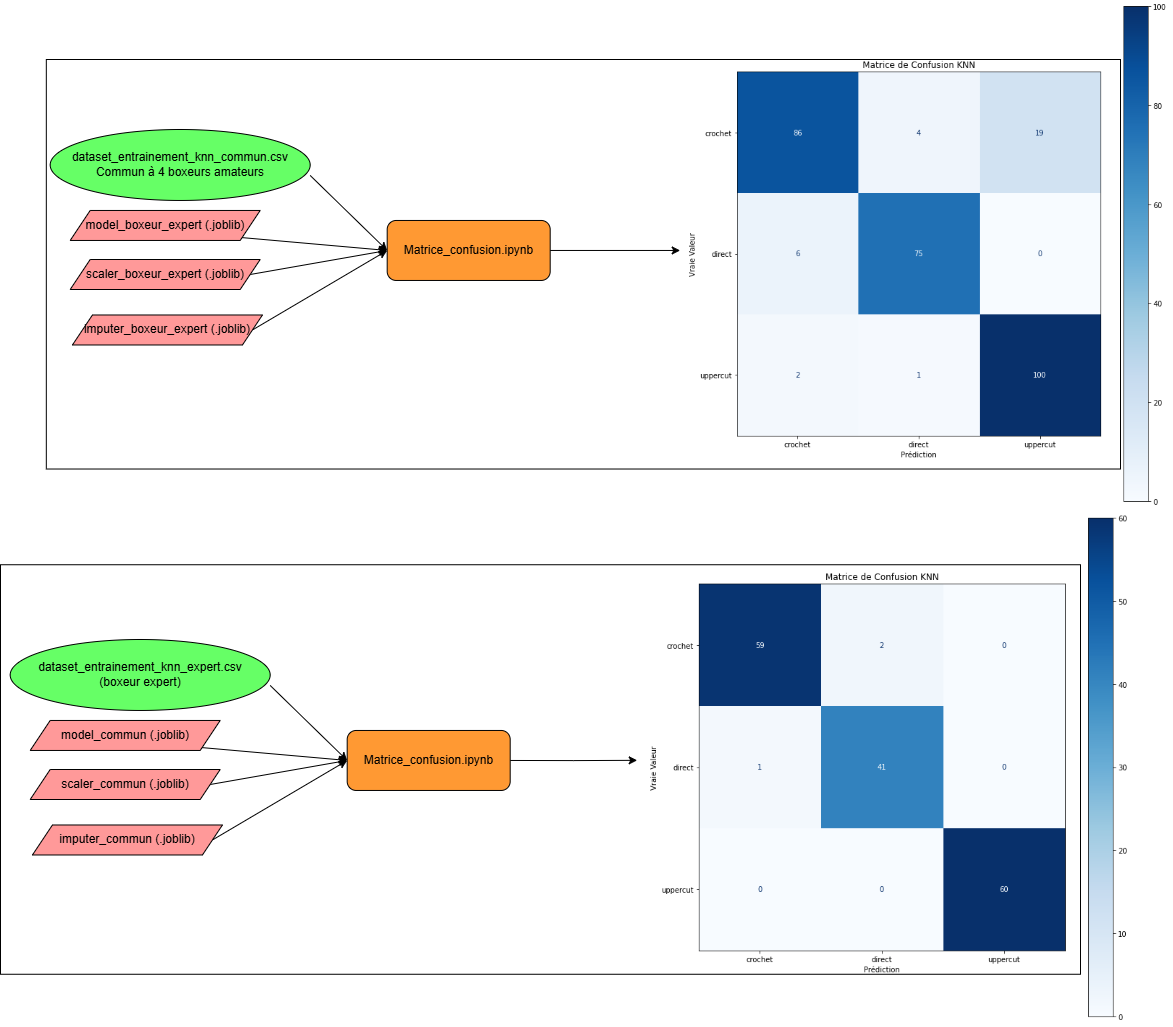 100
80
60
40
20
0
Matrice de Confusion KNN
dataset_entrainement_knn_commun.csv
Commun à 4 boxeurs amateurs
model_boxeur_expert (.joblib)
scaler_boxeur_expert (.joblib)
imputer_boxeur_expert (.joblib)
Matrice_confusion.ipynb
Vraie Valeur
crochet
86
4
19
direct
6
75
0
uppercut
2
1
100
crochet
direct
uppercut
Prédiction
60
50
40
30
20
10
0
Matrice de Confusion KNN
dataset_entrainement_knn_expert.csv
(boxeur expert)
model_commun (.joblib)
scaler_commun (.joblib)
imputer_commun (.joblib)
Matrice_confusion.ipynb
Vraie Valeur
crochet
59
2
0
direct
1
41
0
uppercut
0
0
60
crochet
direct
uppercut
Prédiction